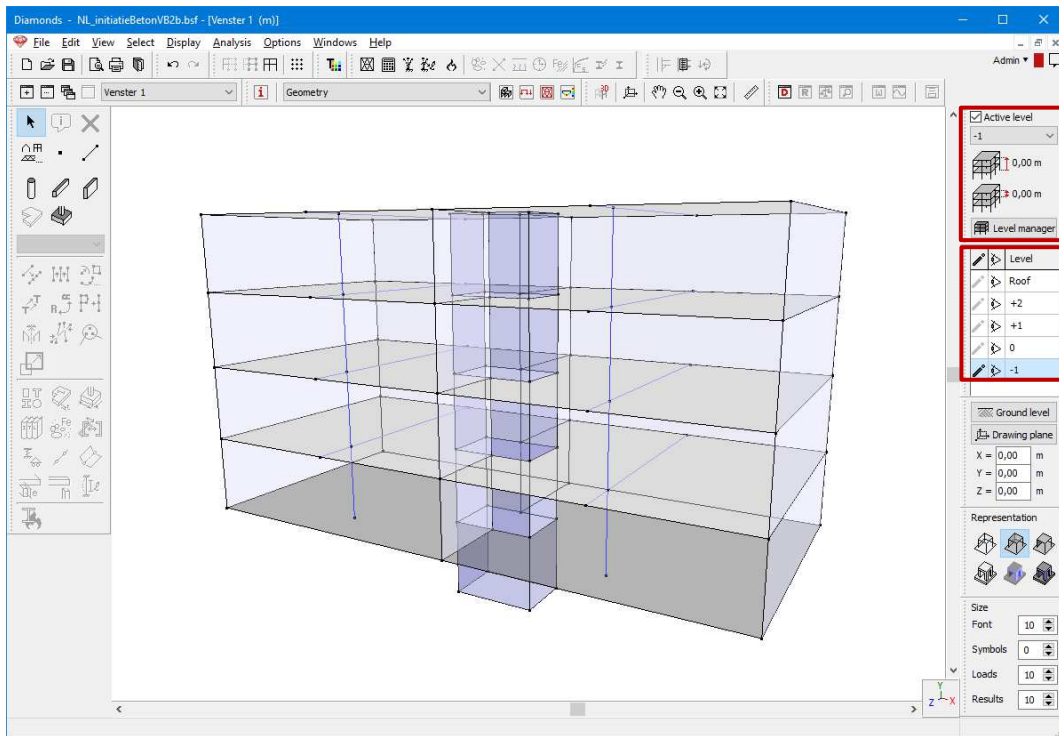 Diamonds - NL_initiatieBetonVB2b.bsf - [Venster 1 (m)]
File Edit View Select Display Analysis Options Windows Help
Admin
Venster 1
Geometry
Active level
-1
0,00 m
0,00 m
Level manager
Level
Roof
+2
+1
0
-1
Ground level
Drawing plane
X = 0,00 m
Y = 0,00 m
Z = 0,00 m
Representation
Size
Font 10
Symbols 0
Loads 10
Results 10
Y
Z X